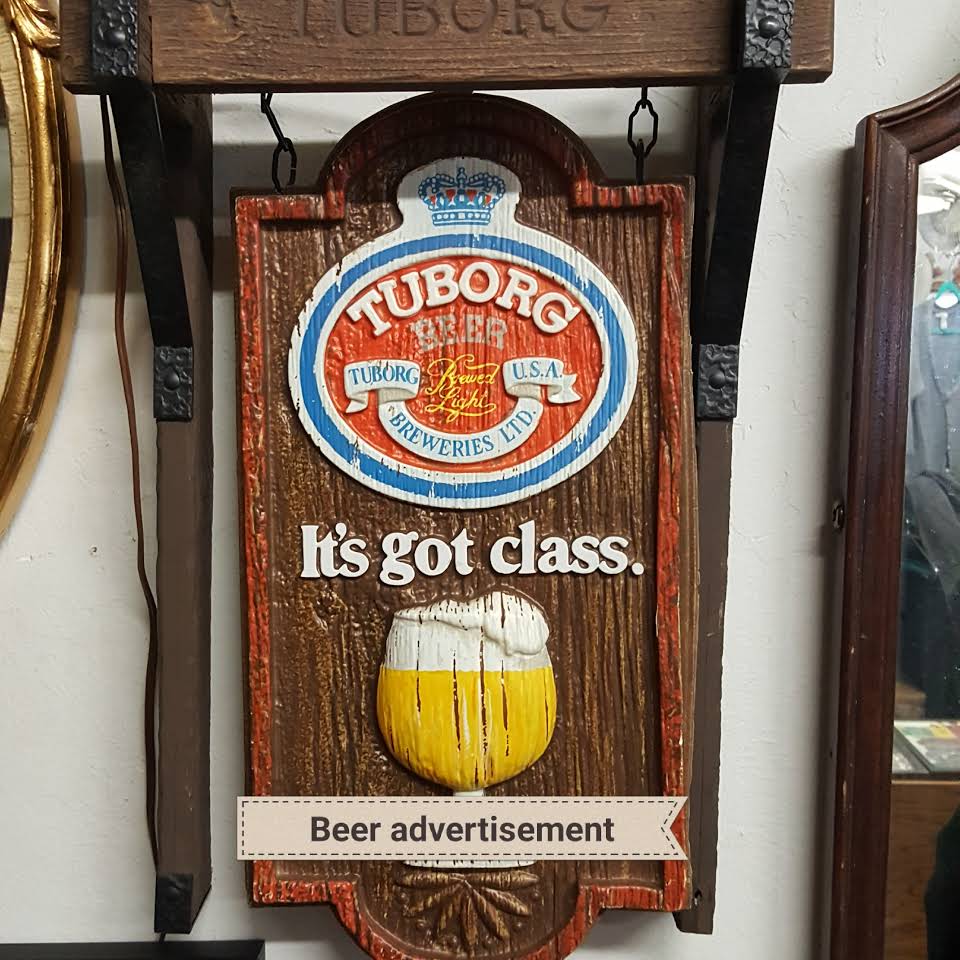 TUBORG
TUBORG
BEER
TUBORG Brewed U.S.A.
Light
BREWERIES LTD.
It's got class.
Beer advertisement